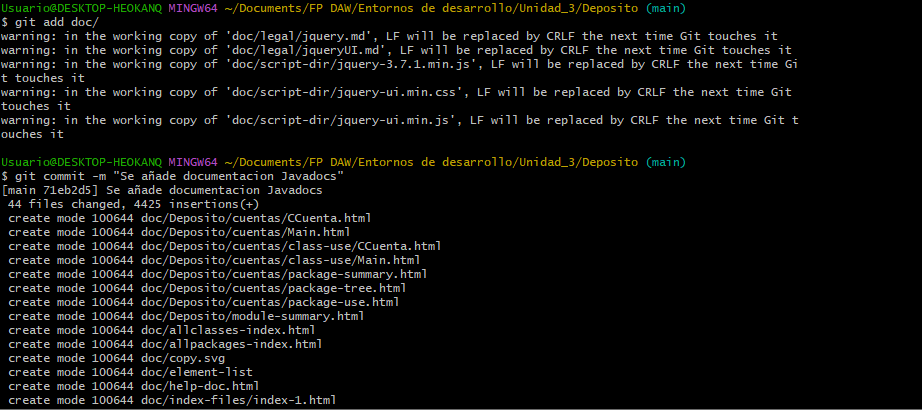 Usuario@DESKTOP-HEOKANQ MINGW64 ~/Documents/FP DAW/Entornos de desarrollo/Unidad_3/Deposito (main)
$ git add doc/
warning: in the working copy of 'doc/legal/jquery.md', LF will be replaced by CRLF the next time Git touches it
warning: in the working copy of 'doc/legal/jqueryUI.md', LF will be replaced by CRLF the next time Git touches it
warning: in the working copy of 'doc/script-dir/jquery-3.7.1.min.js', LF will be replaced by CRLF the next time Gi
t touches it
warning: in the working copy of 'doc/script-dir/jquery-ui.min.css', LF will be replaced by CRLF the next time Git
touches it
warning: in the working copy of 'doc/script-dir/jquery-ui.min.js', LF will be replaced by CRLF the next time Git t
ouches it
Usuario@DESKTOP-HEOKANQ MINGW64 ~/Documents/FP DAW/Entornos de desarrollo/Unidad_3/Deposito (main)
$ git commit -m "Se añade documentacion Javadocs"
[main 71eb2d5] Se añade documentacion Javadocs
 44 files changed, 4425 insertions(+)
 create mode 100644 doc/Deposito/cuentas/CCuenta.html
 create mode 100644 doc/Deposito/cuentas/Main.html
 create mode 100644 doc/Deposito/cuentas/class-use/CCuenta.html
 create mode 100644 doc/Deposito/cuentas/class-use/Main.html
 create mode 100644 doc/Deposito/cuentas/package-summary.html
 create mode 100644 doc/Deposito/cuentas/package-tree.html
 create mode 100644 doc/Deposito/cuentas/package-use.html
 create mode 100644 doc/Deposito/module-summary.html
 create mode 100644 doc/allclasses-index.html
 create mode 100644 doc/allpackages-index.html
 create mode 100644 doc/copy.svg
 create mode 100644 doc/element-list
 create mode 100644 doc/help-doc.html
 create mode 100644 doc/index-files/index-1.html